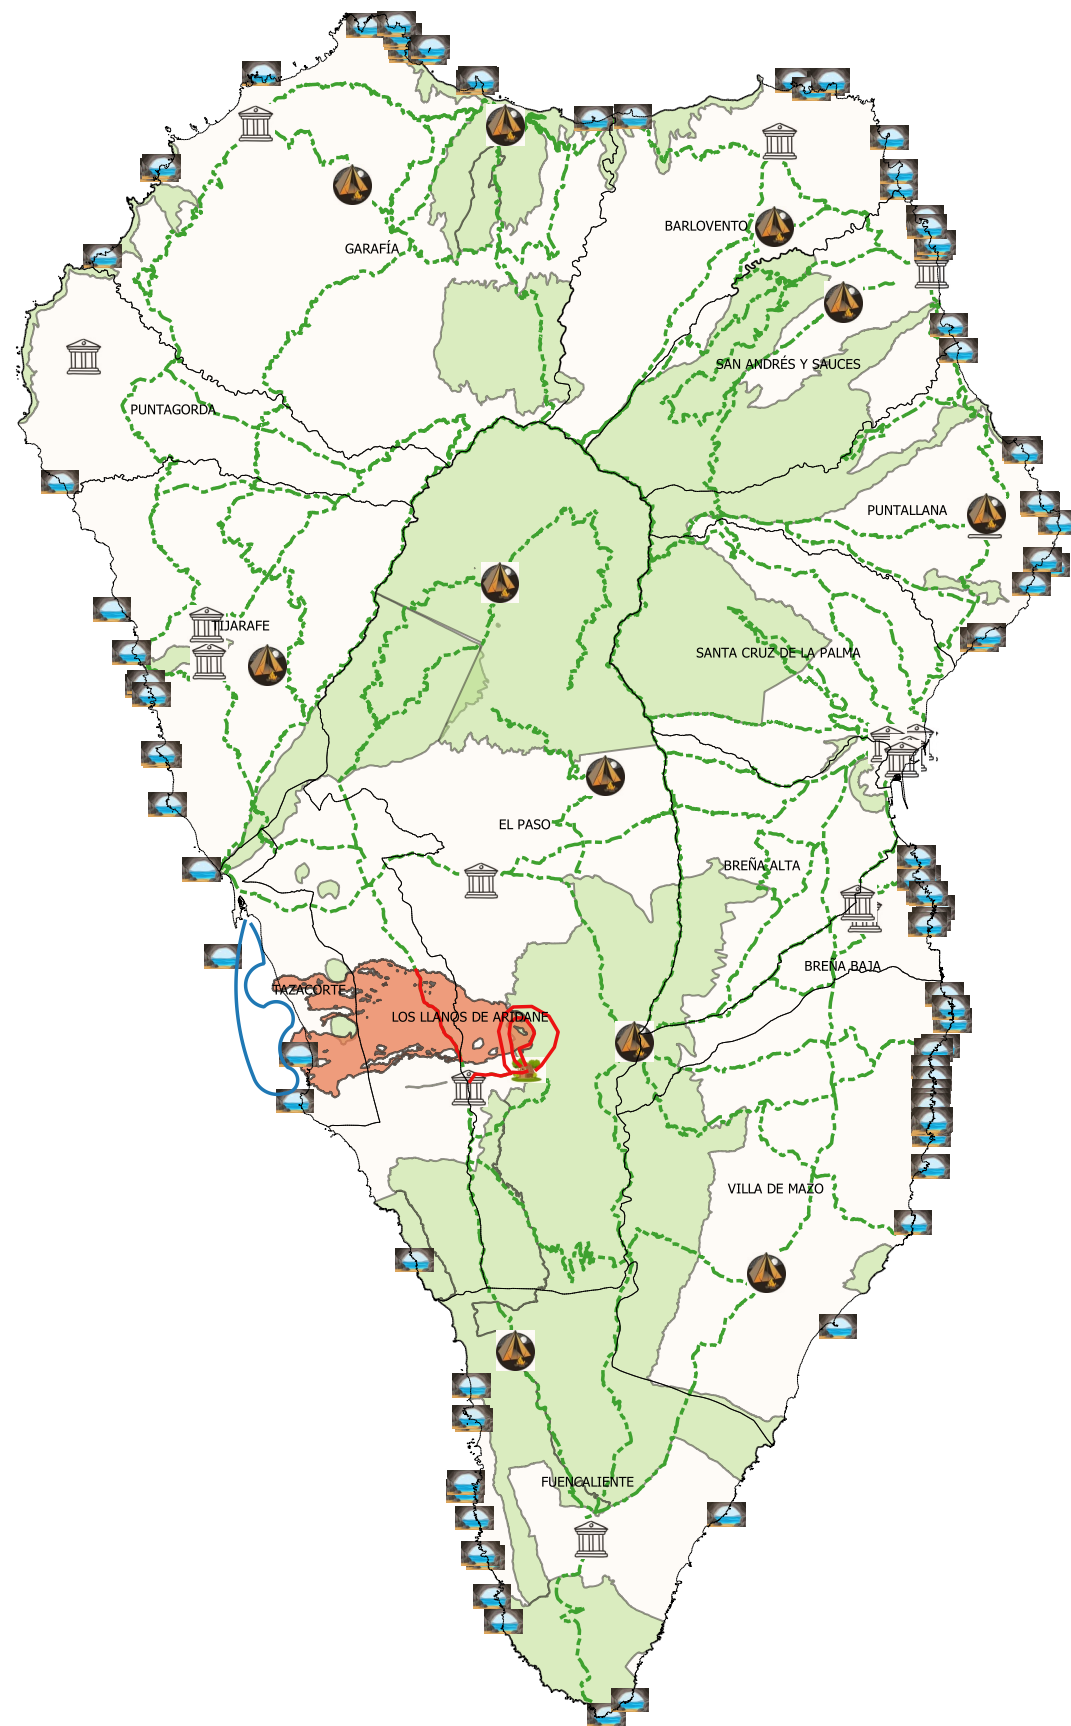 BARLOVENTO
GARAFÍA
SAN ANDRÉS Y SAUCES
PUNTAGORDA
PUNTALLANA
TIJARAFE
SANTA CRUZ DE LA PALMA
EL PASO
BREÑA ALTA
BREÑA BAJA
TAZACORTE
LOS LLANOS DE ARIDANE
VILLA DE MAZO
FUENCALIENTE